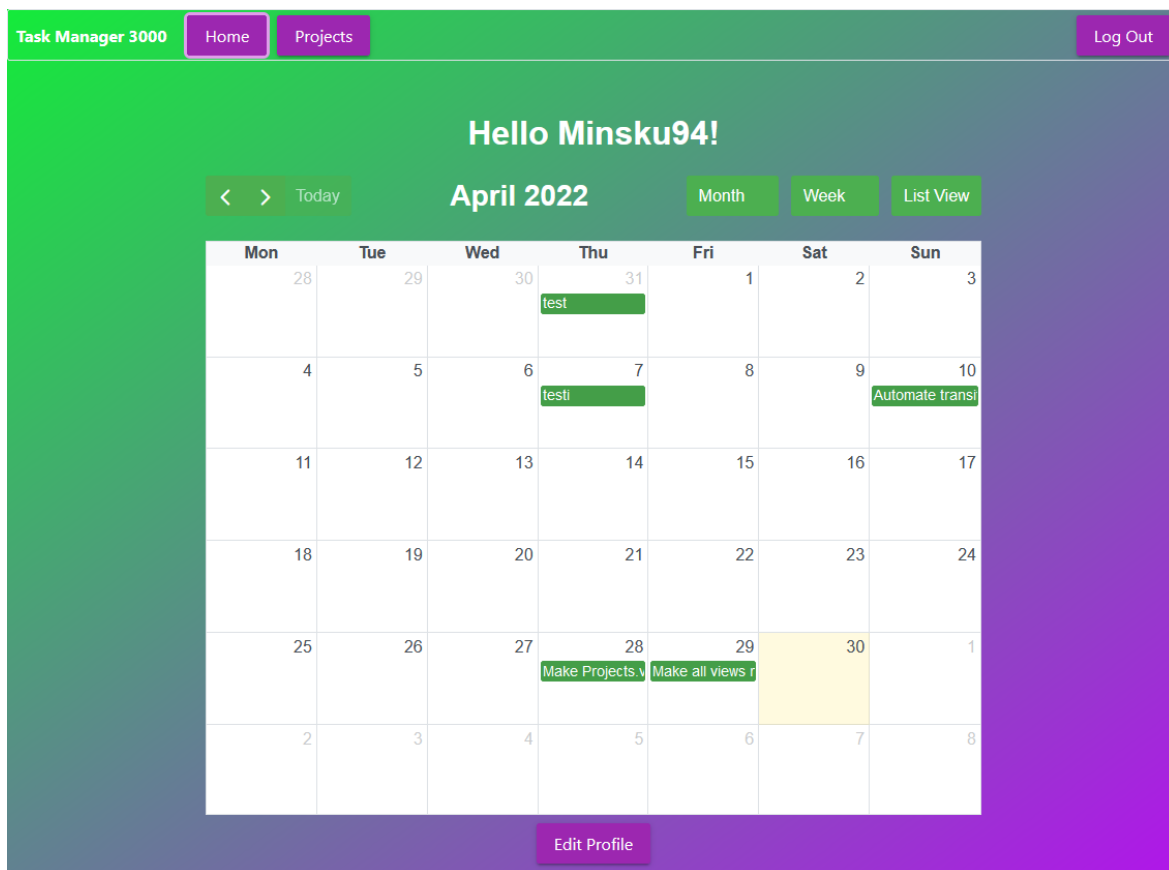 Task Manager 3000 Home Projects Log Out
Hello Minsku94!
Today April 2022 Month Week List View
Mon Tue Wed Thu Fri Sat Sun
28 29 30 31 1 2 3
test
4 5 6 7 8 9 10
testi Automate transi
11 12 13 14 15 16 17
18 19 20 21 22 23 24
25 26 27 28 29 30 1
Make Projects.v Make all views r
2 3 4 5 6 7 8
Edit Profile